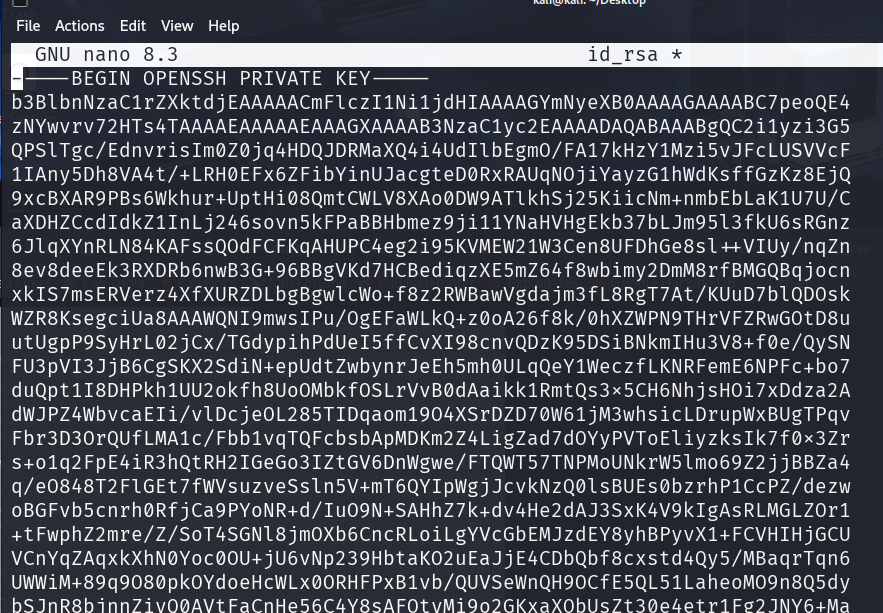 kali@kali: ~/Desktop
File Actions Edit View Help
GNU nano 8.3 id_rsa *
-----BEGIN OPENSSH PRIVATE KEY-----
b3BlbnNzaC1rZXktdjEAAAAACmFlczI1Ni1jdHIAAAAGYmNyeXB0AAAAGAAAABC7peoQE4
zNYwvrv72HTs4TAAAAEAAAAAEAAAGXAAAAB3NzaC1yc2EAAAADAQABAAABgQC2i1yzi3G5
QPSlTgc/EdnvrisIm0Z0jq4HDQJDRMaXQ4i4UdIlbEgmO/FA17kHzY1Mzi5vJFcLUSVVcF
1IAny5Dh8VA4t/+LRH0EFx6ZFibYinUJacgteD0RxRAUqNOjiYayzG1hWdKsffGzKz8EjQ
9xcBXAR9PBs6Wkhur+UptHi08QmtCWLV8XAo0DW9ATlkhSj25KiicNm+nmbEbLaK1U7U/C
aXDHZCcdIdkZ1InLj246sovn5kFPaBBHbmez9ji11YNaHVHgEkb37bLJm95l3fkU6sRGnz
6JlqXYnRLN84KAFssQOdFCFKqAHUPC4eg2i95KVMEW21W3Cen8UFDhGe8sl++VIUy/nqZn
8ev8deeEk3RXDRb6nwB3G+96BBgVKd7HCBediqzXE5mZ64f8wbimy2DmM8rfBMGQBqjocn
xkIS7msERVerz4XfXURZDLbgBgwlcWo+f8z2RWBawVgdajm3fL8RgT7At/KUuD7blQDOsk
WZR8KsegciUa8AAAWQNI9mwsIPu/OgEFaWLkQ+z0oA26f8k/0hXZWPN9THrVFZRwGOtD8u
utUgpP9SyHrL02jCx/TGdypihPdUeI5ffCvXI98cnvQDzK95DSiBNkmIHu3V8+f0e/QySN
FU3pVI3JjB6CgSKX2SdiN+epUdtZwbynrJeEh5mh0ULqQeY1WeczfLKNRFemE6NPFc+bo7
duQpt1I8DHPkh1UU2okfh8UoOMbkfOSLrVvB0dAaikk1RmtQs3×5CH6NhjsHOi7xDdza2A
dWJPZ4WbvcaEIi/vlDcjeOL285TIDqaom19O4XSrDZD70W61jM3whsicLDrupWxBUgTPqv
Fbr3D3OrQUfLMA1c/Fbb1vqTQFcbsbApMDKm2Z4LigZad7dOYyPVToEliyzksIk7f0×3Zr
s+o1q2FpE4iR3hQtRH2IGeGo3IZtGV6DnWgwe/FTQWT57TNPMoUNkrW5lmo69Z2jjBBZa4
q/eO848T2FlGEt7fWVsuzveSsln5V+mT6QYIpWgjJcvkNzQ0lsBUEs0bzrhP1CcPZ/dezw
oBGFvb5cnrh0RfjCa9PYoNR+d/IuO9N+SAHhZ7k+dv4He2dAJ3SxK4V9kIgAsRLMGLZOr1
+tFwphZ2mre/Z/SoT4SGNl8jmOXb6CncRLoiLgYVcGbEMJzdEY8yhBPyvX1+FCVHIHjGCU
VCnYqZAqxkXhN0Yoc0OU+jU6vNp239HbtaKO2uEaJjE4CDbQbf8cxstd4Qy5/MBaqrTqn6
UWWiM+89q9O80pkOYdoeHcWLx0ORHFPxB1vb/QUVSeWnQH9OCfE5QL51LaheoMO9n8Q5dy